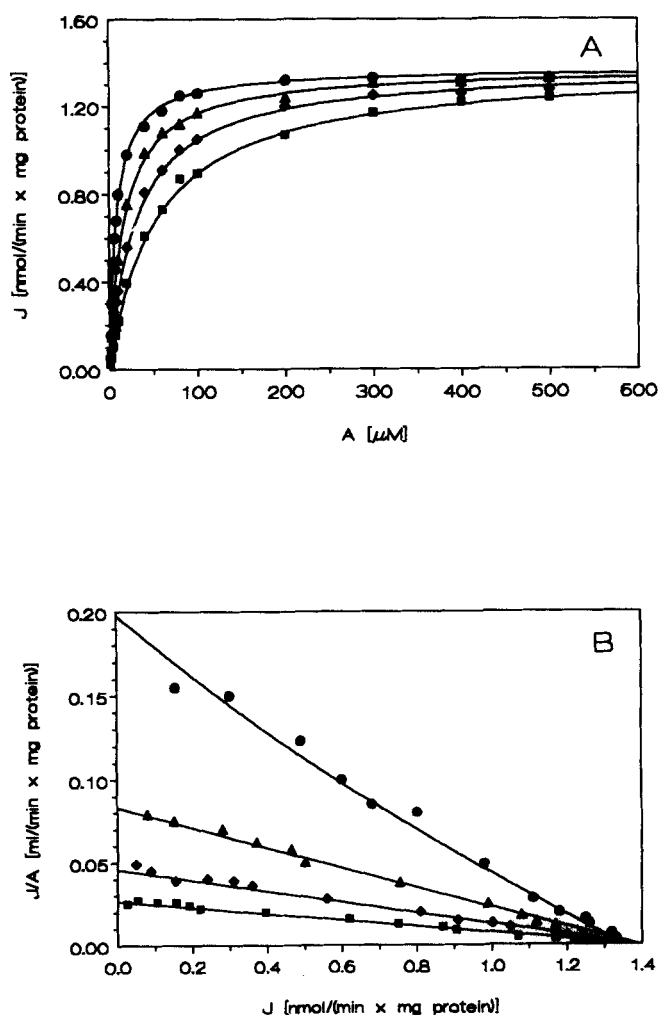 A
1.60
1.20
0.80
0.40
0.00
J [nmol/(min x mg protein)]
0 100 200 300 400 500 600
A [μM]
B
0.20
0.15
0.10
0.05
0.00
J/A [ml/(min x mg protein)]
0.0 0.2 0.4 0.6 0.8 1.0 1.2 1.4
J [nmol/(min x mg protein)]